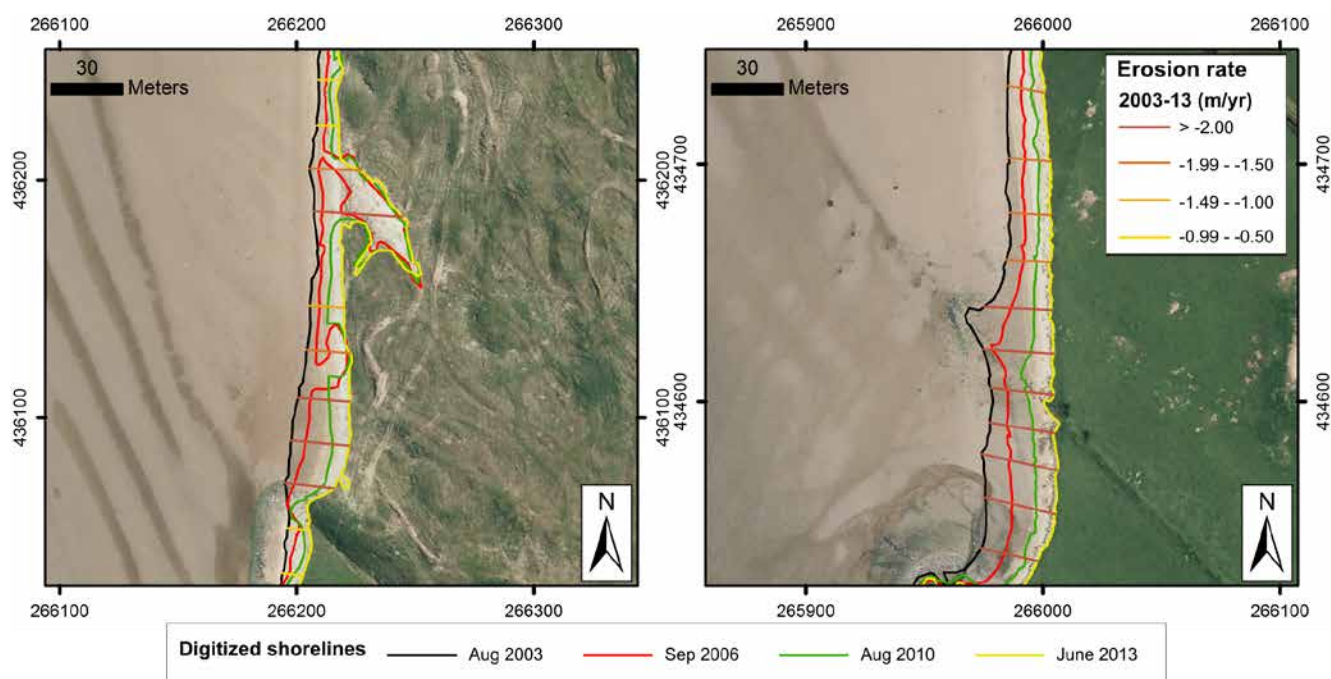 266100 266200 266300 265900 266000 266100
30
Meters
436200
436100
N
266100 266200 266300
30
Meters
Erosion rate
2003-13 (m/yr)
> -2.00
-1.99 - -1.50
-1.49 - -1.00
-0.99 - -0.50
434700
434600
436200
436100
434700
434600
N
265900 266000 266100
Digitized shorelines Aug 2003 Sep 2006 Aug 2010 June 2013